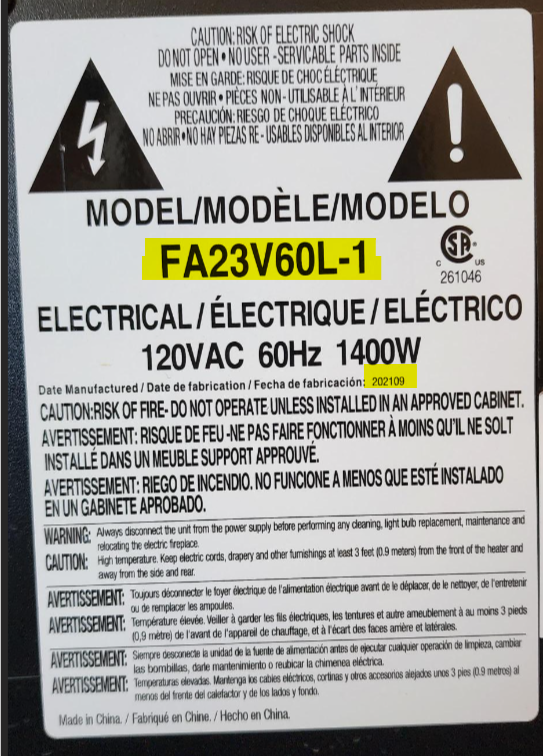 CAUTION: RISK OF ELECTRIC SHOCK
DO NOT OPEN • NO USER - SERVICABLE PARTS INSIDE
MISE EN GARDE: RISQUE DE CHOC ÉLECTRIQUE
NE PAS OUVRIR • PIÈCES NON - UTILISABLE À L' INTÉRIEUR
PRECAUCIÓN: RIESGO DE CHOQUE ELÉCTRICO
NO ABRIR • NO HAY PIEZAS RE - USABLES DISPONIBLES AL INTERIOR
MODEL/MODÈLE/MODELO
FA23V60L-1
SA
C US
261046
ELECTRICAL / ÉLECTRIQUE / ELÉCTRICO
120VAC 60Hz 1400W
Date Manufactured / Date de fabrication / Fecha de fabricación: 202109
CAUTION:RISK OF FIRE- DO NOT OPERATE UNLESS INSTALLED IN AN APPROVED CABINET.
AVERTISSEMENT: RISQUE DE FEU -NE PAS FAIRE FONCTIONNER À MOINS QU'IL NE SOLT
INSTALLÉ DANS UN MEUBLE SUPPORT APPROUVÉ.
AVERTISSEMENT: RIEGO DE INCENDIO. NO FUNCIONE A MENOS QUE ESTÉ INSTALADO
EN UN GABINETE APROBADO.
WARNING: Always disconnect the unit from the power supply before performing any cleaning, light bulb replacement, maintenance and
relocating the electric fireplace.
CAUTION: High temperature. Keep electric cords, drapery and other furnishings at least 3 feet (0.9 meters) from the front of the heater and
away from the side and rear.
AVERTISSEMENT: Toujours déconnecter le foyer électrique de l'alimentation électrique avant de le déplacer, de le nettoyer, de l'entretenir
ou de remplacer les ampoules.
AVERTISSEMENT: Température élevée. Veiller à garder les fils électriques, les tentures et autre ameublement à au moins 3 pieds
(0,9 mètre) de l'avant de l'appareil de chauffage, et à l'écart des faces arrière et latérales.
AVERTISSEMENT: Siempre desconecte la unidad de la fuente de alimentación antes de ejecutar cualquier operación de limpieza, cambiar
las bombillas, darle mantenimiento o reubicar la chimenea eléctrica.
AVERTISSEMENT: Temperaturas elevadas. Mantenga los cables eléctricos, cortinas y otros accesorios alejados unos 3 pies (0.9 metros) al
menos del frente del calefactor y de los lados y fondo.
Made in China. / Fabriqué en Chine. / Hecho en China.